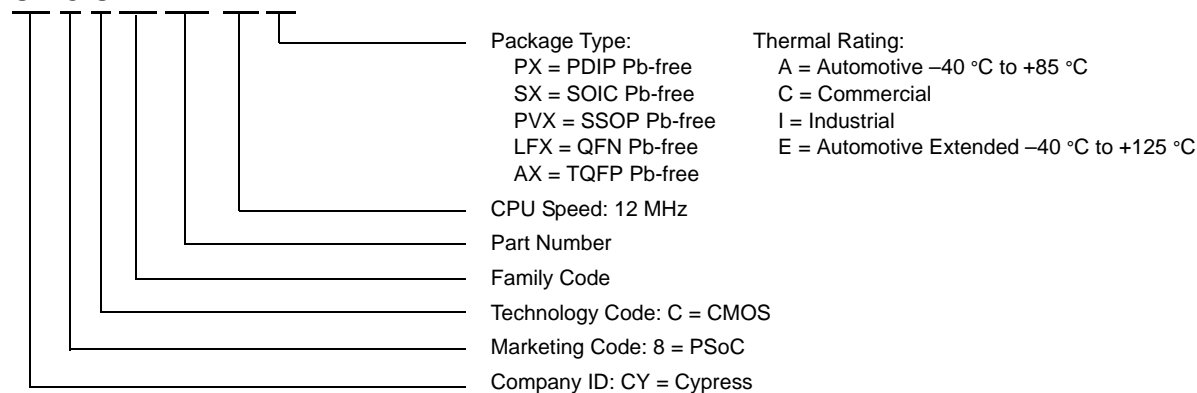 Package Type:
PX = PDIP Pb-free
SX = SOIC Pb-free
PVX = SSOP Pb-free
LFX = QFN Pb-free
AX = TQFP Pb-free
Thermal Rating:
A = Automotive –40 °C to +85 °C
C = Commercial
I = Industrial
E = Automotive Extended –40 °C to +125 °C
CPU Speed: 12 MHz
Part Number
Family Code
Technology Code: C = CMOS
Marketing Code: 8 = PSoC
Company ID: CY = Cypress